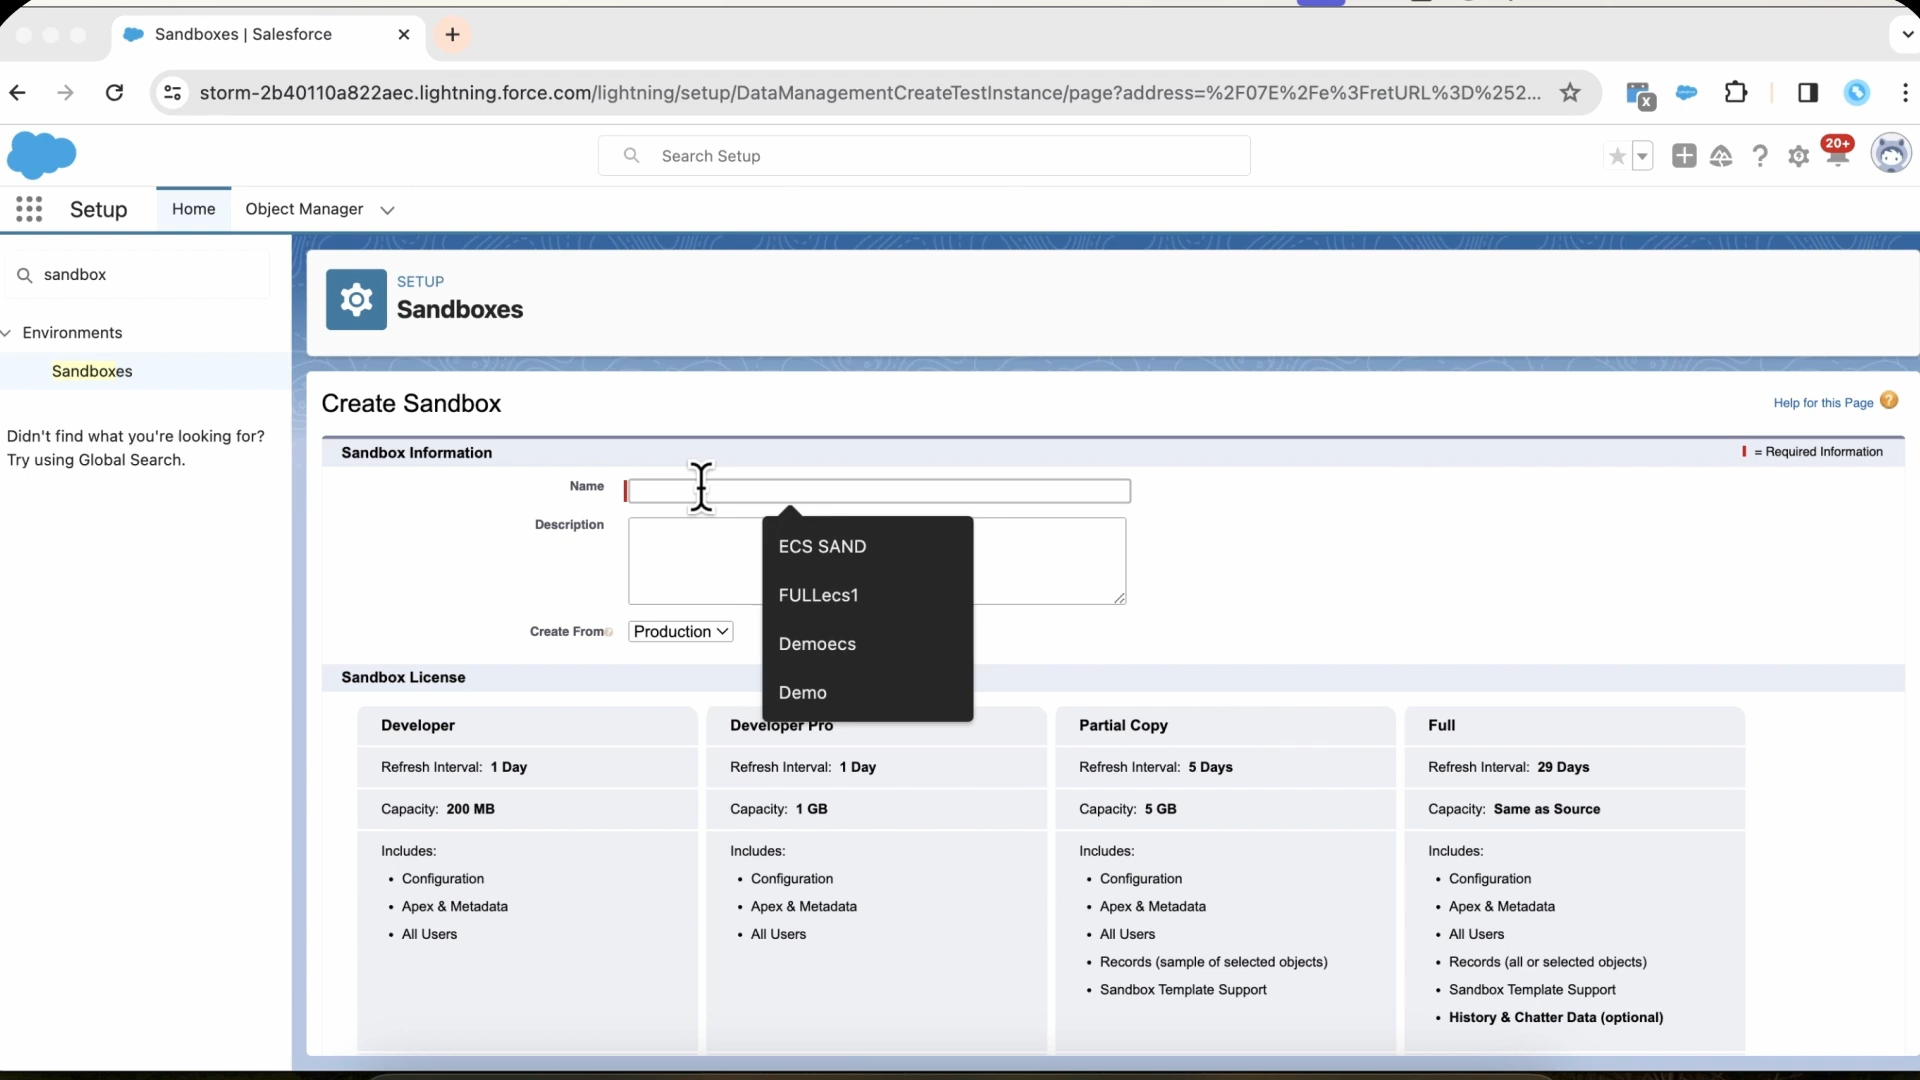 Sandboxes | Salesforce
storm-2b40110a822aec.lightning.force.com/lightning/setup/DataManagementCreateTestInstance/page?address=%2F07E%2Fe%3FretURL%3D%252...
x
Search Setup
20+
Setup
Home
Object Manager
sandbox
Environments
Sandboxes
Didn't find what you're looking for?
Try using Global Search.
SETUP
Sandboxes
Create Sandbox
Help for this Page
Sandbox Information
= Required Information
Name
Description
ECS SAND
FULLecs1
Demoecs
Demo
Create From
Production
Sandbox License
Developer
Refresh Interval: 1 Day
Capacity: 200 MB
Includes:
• Configuration
• Apex & Metadata
• All Users
Developer Pro
Refresh Interval: 1 Day
Capacity: 1 GB
Includes:
• Configuration
• Apex & Metadata
• All Users
Partial Copy
Refresh Interval: 5 Days
Capacity: 5 GB
Includes:
• Configuration
• Apex & Metadata
• All Users
• Records (sample of selected objects)
• Sandbox Template Support
Full
Refresh Interval: 29 Days
Capacity: Same as Source
Includes:
• Configuration
• Apex & Metadata
• All Users
• Records (all or selected objects)
• Sandbox Template Support
• History & Chatter Data (optional)